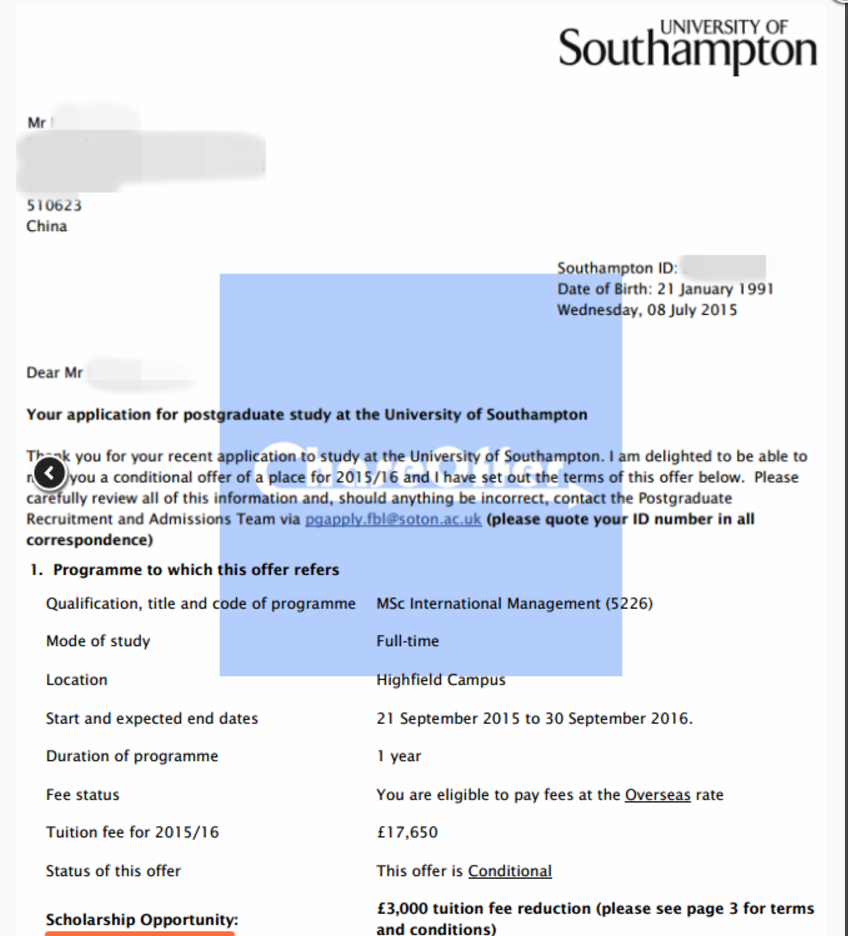 UNIVERSITY OF
Southampton
Mr
510623
China
Southampton ID:
Date of Birth: 21 January 1991
Wednesday, 08 July 2015
Dear Mr
Your application for postgraduate study at the University of Southampton
Thank you for your recent application to study at the University of Southampton. I am delighted to be able to
you a conditional offer of a place for 2015/16 and I have set out the terms of this offer below. Please
carefully review all of this information and, should anything be incorrect, contact the Postgraduate
Recruitment and Admissions Team via pgapply.fbl@soton.ac.uk (please quote your ID number in all
correspondence)
1. Programme to which this offer refers
Qualification, title and code of programme MSc International Management (5226)
Mode of study Full-time
Location Highfield Campus
Start and expected end dates 21 September 2015 to 30 September 2016.
Duration of programme 1 year
Fee status You are eligible to pay fees at the Overseas rate
Tuition fee for 2015/16 £17,650
Status of this offer This offer is Conditional
Scholarship Opportunity: £3,000 tuition fee reduction (please see page 3 for terms
and conditions)